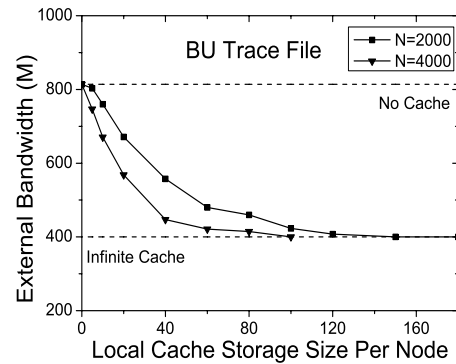 1000
800
600
400
200
External Bandwidth (M)
BU Trace File
N=2000
N=4000
No Cache
Infinite Cache
0 40 80 120 160
Local Cache Storage Size Per Node